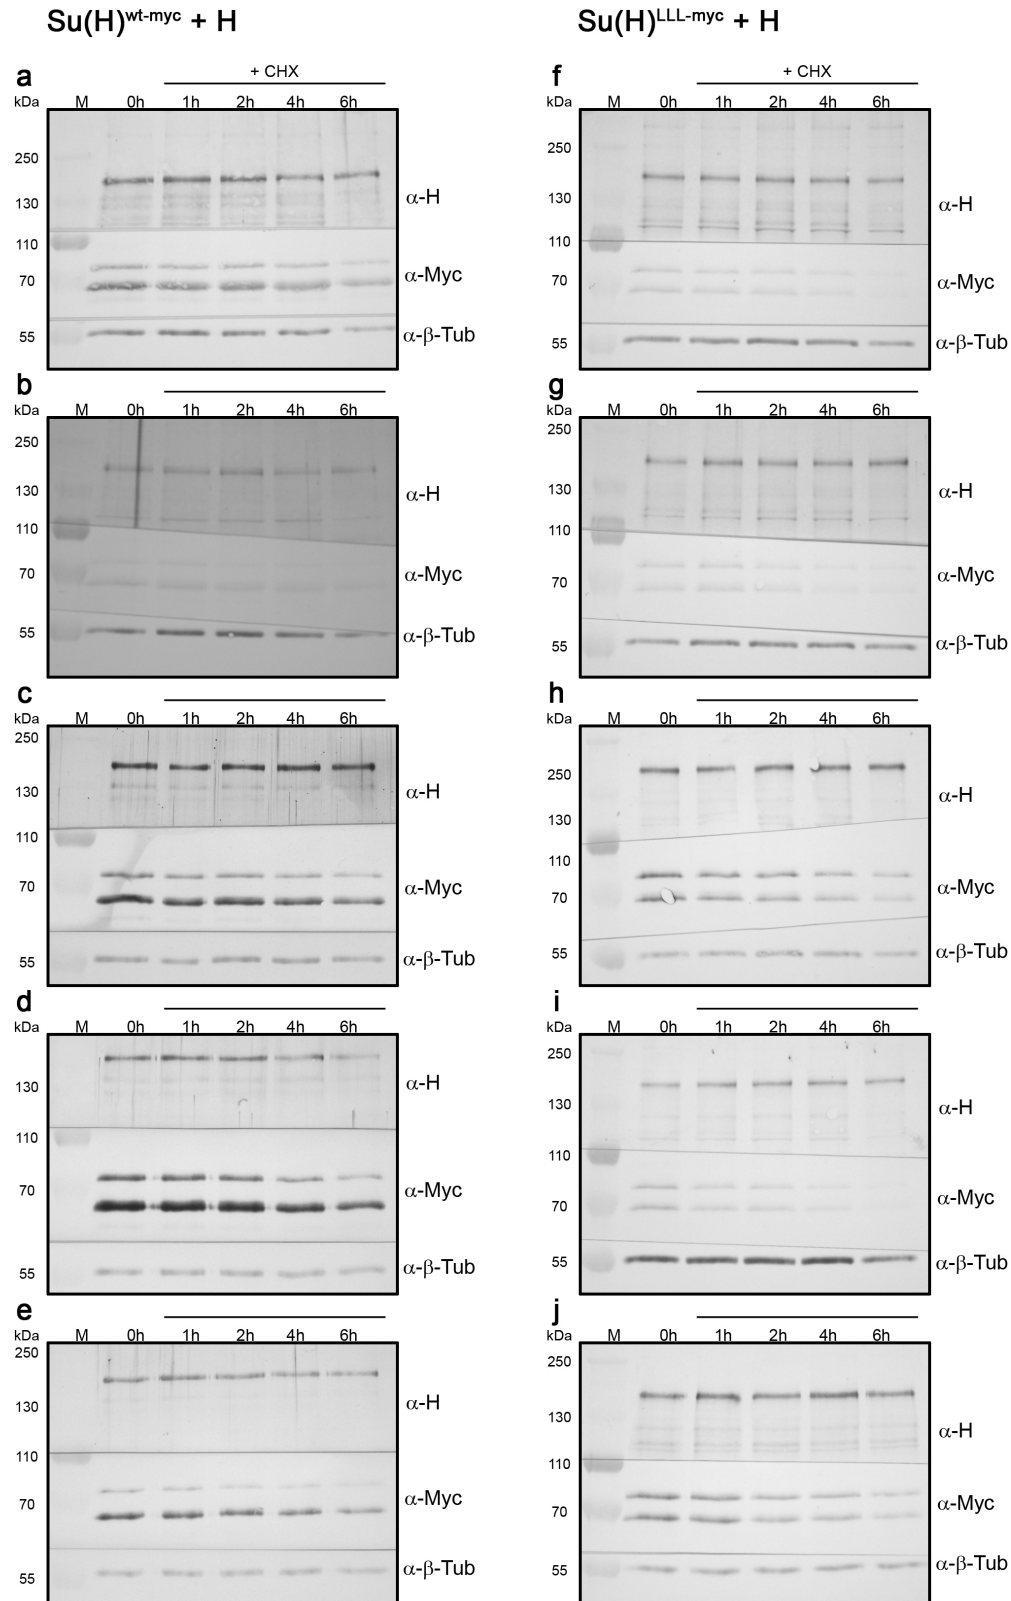 Su(H)wt-myc + H
a
+ CHX
kDa M 0h 1h 2h 4h 6h
250
130
α-H
110
70
α-Myc
55
α-β-Tub
b
kDa M 0h 1h 2h 4h 6h
250
130
α-H
110
70
α-Myc
55
α-β-Tub
c
kDa M 0h 1h 2h 4h 6h
250
130
α-H
110
70
α-Myc
55
α-β-Tub
d
kDa M 0h 1h 2h 4h 6h
130
α-H
110
70
α-Myc
55
α-β-Tub
e
kDa M 0h 1h 2h 4h 6h
250
130
α-H
110
70
α-Myc
55
α-β-Tub
Su(H)LLL-myc + H
f
+ CHX
kDa M 0h 1h 2h 4h 6h
250
130
α-H
110
70
α-Myc
55
α-β-Tub
g
kDa M 0h 1h 2h 4h 6h
250
130
α-H
110
70
α-Myc
55
α-β-Tub
h
kDa M 0h 1h 2h 4h 6h
250
130
α-H
110
70
α-Myc
55
α-β-Tub
i
kDa M 0h 1h 2h 4h 6h
250
130
α-H
110
70
α-Myc
55
α-β-Tub
j
kDa M 0h 1h 2h 4h 6h
250
130
α-H
110
70
α-Myc
55
α-β-Tub